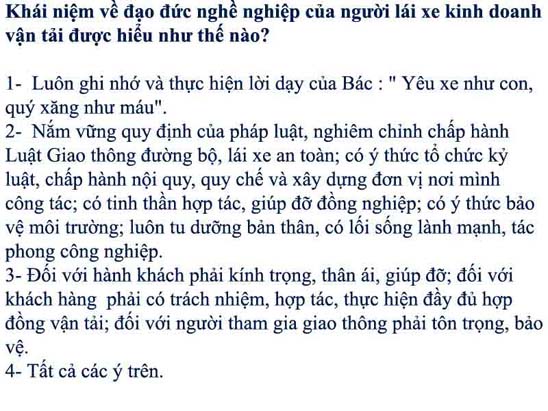 Khái niệm về đạo đức nghề nghiệp của người lái xe kinh doanh
vận tải được hiểu như thế nào?
1- Luôn ghi nhớ và thực hiện lời dạy của Bác : " Yêu xe như con,
quý xăng như máu".
2- Nắm vững quy định của pháp luật, nghiêm chỉnh chấp hành
Luật Giao thông đường bộ, lái xe an toàn; có ý thức tổ chức kỷ
luật, chấp hành nội quy, quy chế và xây dựng đơn vị nơi mình
công tác; có tinh thần hợp tác, giúp đỡ đồng nghiệp; có ý thức bảo
vệ môi trường; luôn tu dưỡng bản thân, có lối sống lành mạnh, tác
phong công nghiệp.
3- Đối với hành khách phải kính trọng, thân ái, giúp đỡ; đối với
khách hàng phải có trách nhiệm, hợp tác, thực hiện đầy đủ hợp
đồng vận tải; đối với người tham gia giao thông phải tôn trọng, bảo
vệ.
4- Tất cả các ý trên.